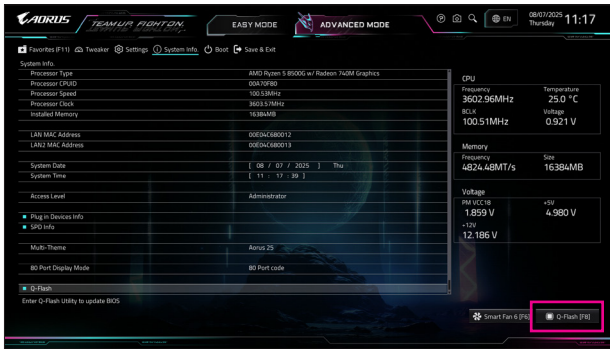 AORUS
TEAM UP. FIGHT ON.
EASY MODE
ADVANCED MODE
EN
08/07/2025
Thursday
11:17
Favorites (F11) Tweaker Settings System Info. Boot Save & Exit
System Info.
Processor Type AMD Ryzen 5 8500G w/ Radeon 740M Graphics
Processor CPUID 00A70F80
Processor Speed 100.53MHz
Processor Clock 3603.57MHz
Installed Memory 16384MB
LAN MAC Address 00E04C680012
LAN2 MAC Address 00E04C680013
System Date [ 08 / 07 / 2025 ] Thu
System Time [ 11 : 17 : 39 ]
Access Level Administrator
Plug in Devices Info
SPD Info
Multi-Theme Aorus 25
80 Port Display Mode 80 Port code
Q-Flash
Enter Q-Flash Utility to update BIOS
CPU
Frequency Temperature
3602.96MHz 25.0 °C
BCLK Voltage
100.51MHz 0.921 V
Memory
Frequency Size
4824.48MT/s 16384MB
Voltage
PM VCC18 +5V
1.859 V 4.980 V
+12V
12.186 V
Smart Fan 6 [F6] Q-Flash [F8]